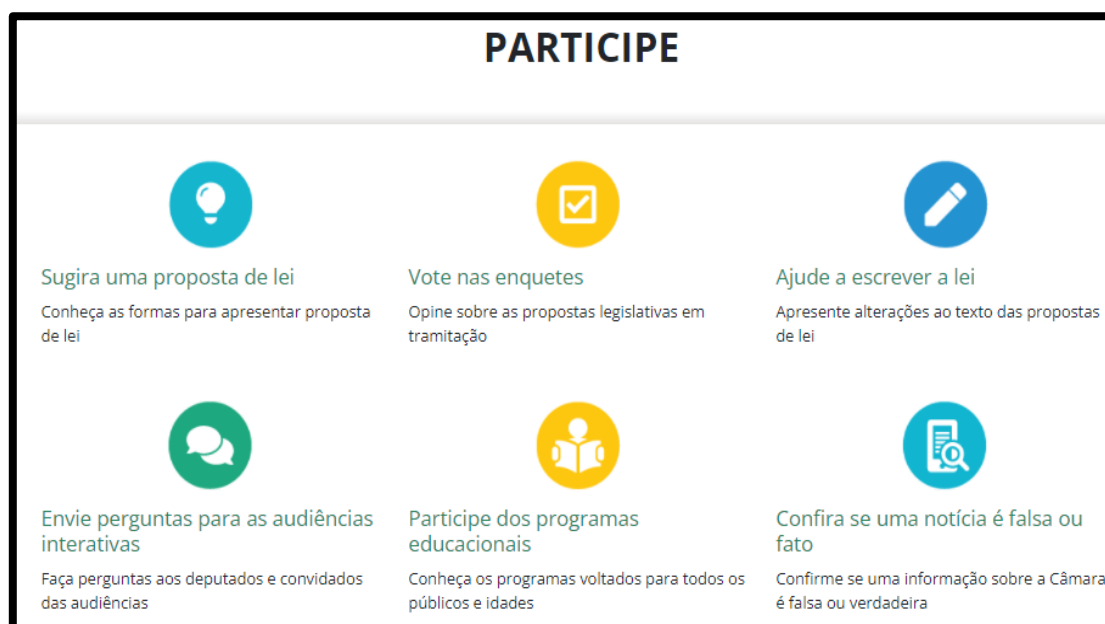 PARTICIPE
Sugira uma proposta de lei
Conheça as formas para apresentar proposta
de lei
Vote nas enquetes
Opine sobre as propostas legislativas em
tramitação
Ajude a escrever a lei
Apresente alterações ao texto das propostas
de lei
Envie perguntas para as audiências
interativas
Faça perguntas aos deputados e convidados
das audiências
Participe dos programas
educacionais
Conheça os programas voltados para todos os
públicos e idades
Confira se uma notícia é falsa ou
fato
Confirme se uma informação sobre a Câmara
é falsa ou verdadeira